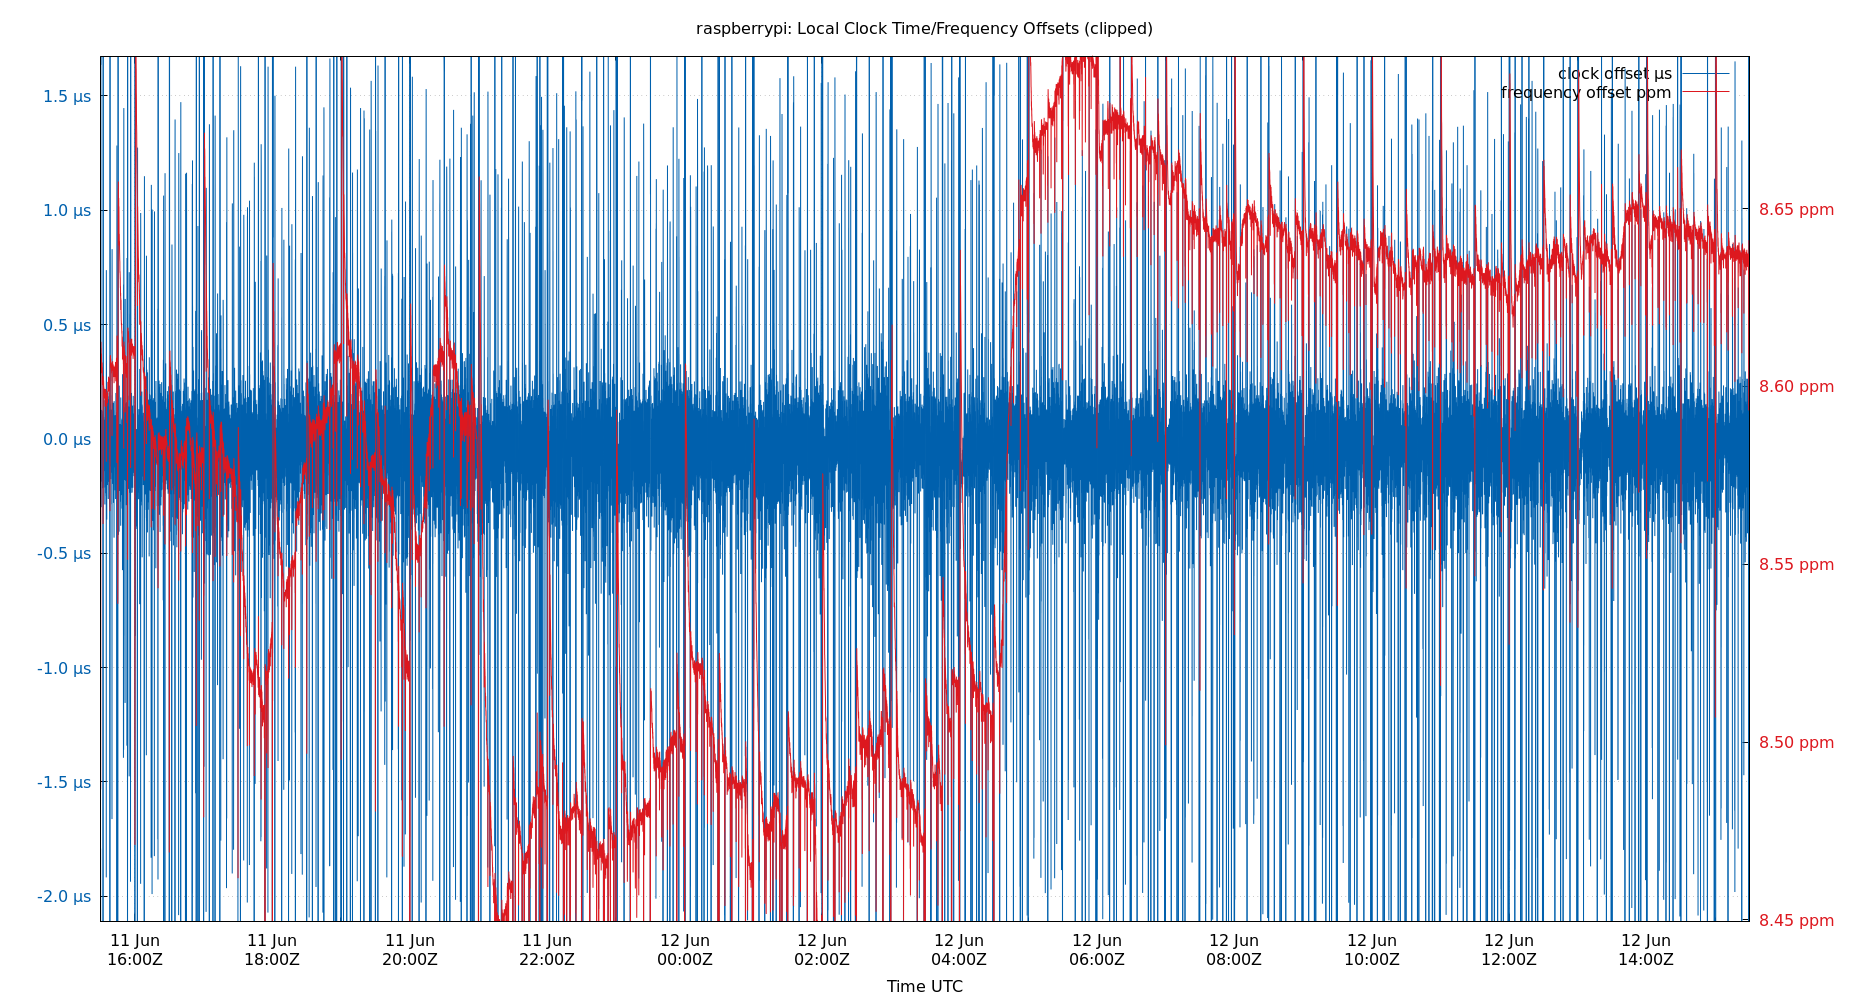 raspberrypi: Local Clock Time/Frequency Offsets (clipped)
clock offset µs
frequency offset ppm
1.5 µs
1.0 µs
0.5 µs
0.0 µs
-0.5 µs
-1.0 µs
-1.5 µs
-2.0 µs
8.65 ppm
8.60 ppm
8.55 ppm
8.50 ppm
8.45 ppm
11 Jun 11 Jun 11 Jun 11 Jun 12 Jun 12 Jun 12 Jun 12 Jun 12 Jun 12 Jun 12 Jun 12 Jun
16:00Z 18:00Z 20:00Z 22:00Z 00:00Z 02:00Z 04:00Z 06:00Z 08:00Z 10:00Z 12:00Z 14:00Z
Time UTC